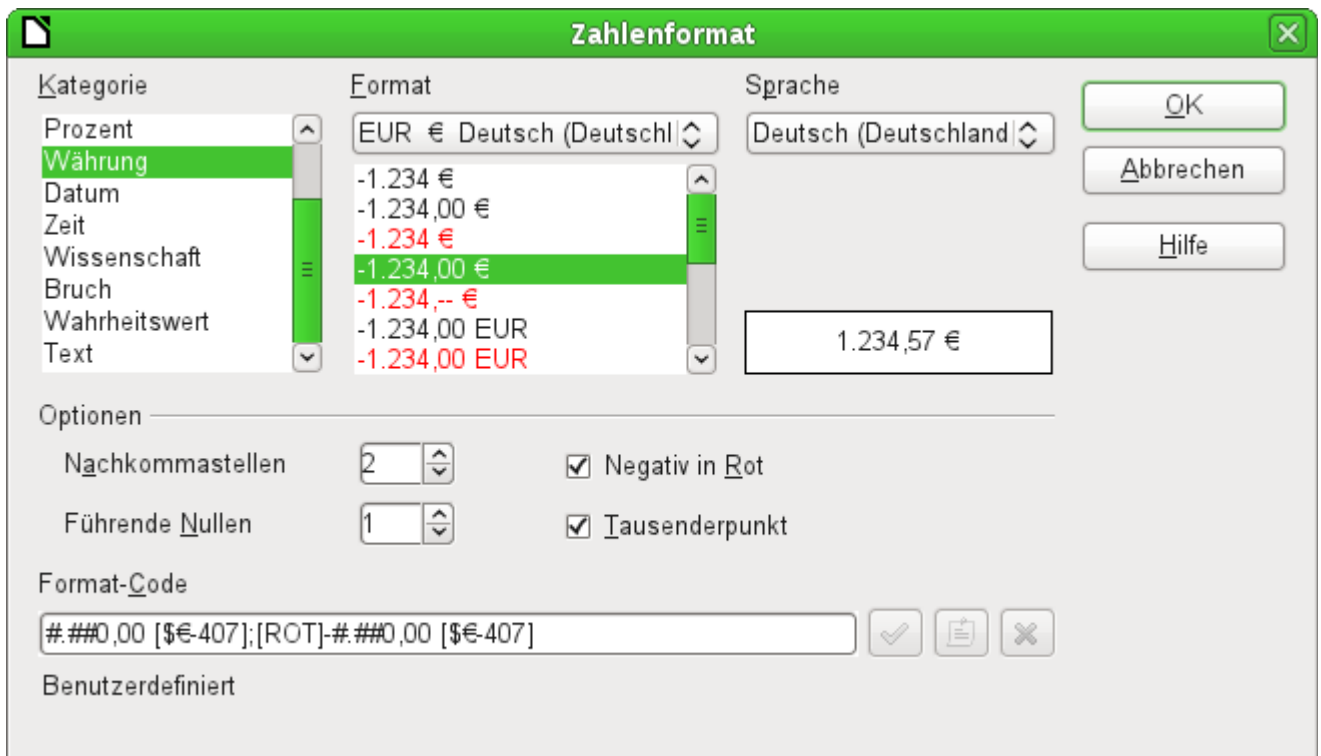 Zahlenformat
Kategorie
Prozent
Währung
Datum
Zeit
Wissenschaft
Bruch
Wahrheitswert
Text
Format
EUR € Deutsch (Deutschl
-1.234 €
-1.234,00 €
-1.234 €
-1.234,00 €
-1.234,-- €
-1.234,00 EUR
-1.234,00 EUR
Sprache
Deutsch (Deutschland
1.234,57 €
OK
Abbrechen
Hilfe
Optionen
Nachkommastellen 2
Negativ in Rot
Führende Nullen 1
Tausenderpunkt
Format-Code
#.##0,00 [$€-407];[ROT]-#.##0,00 [$€-407]
Benutzerdefiniert